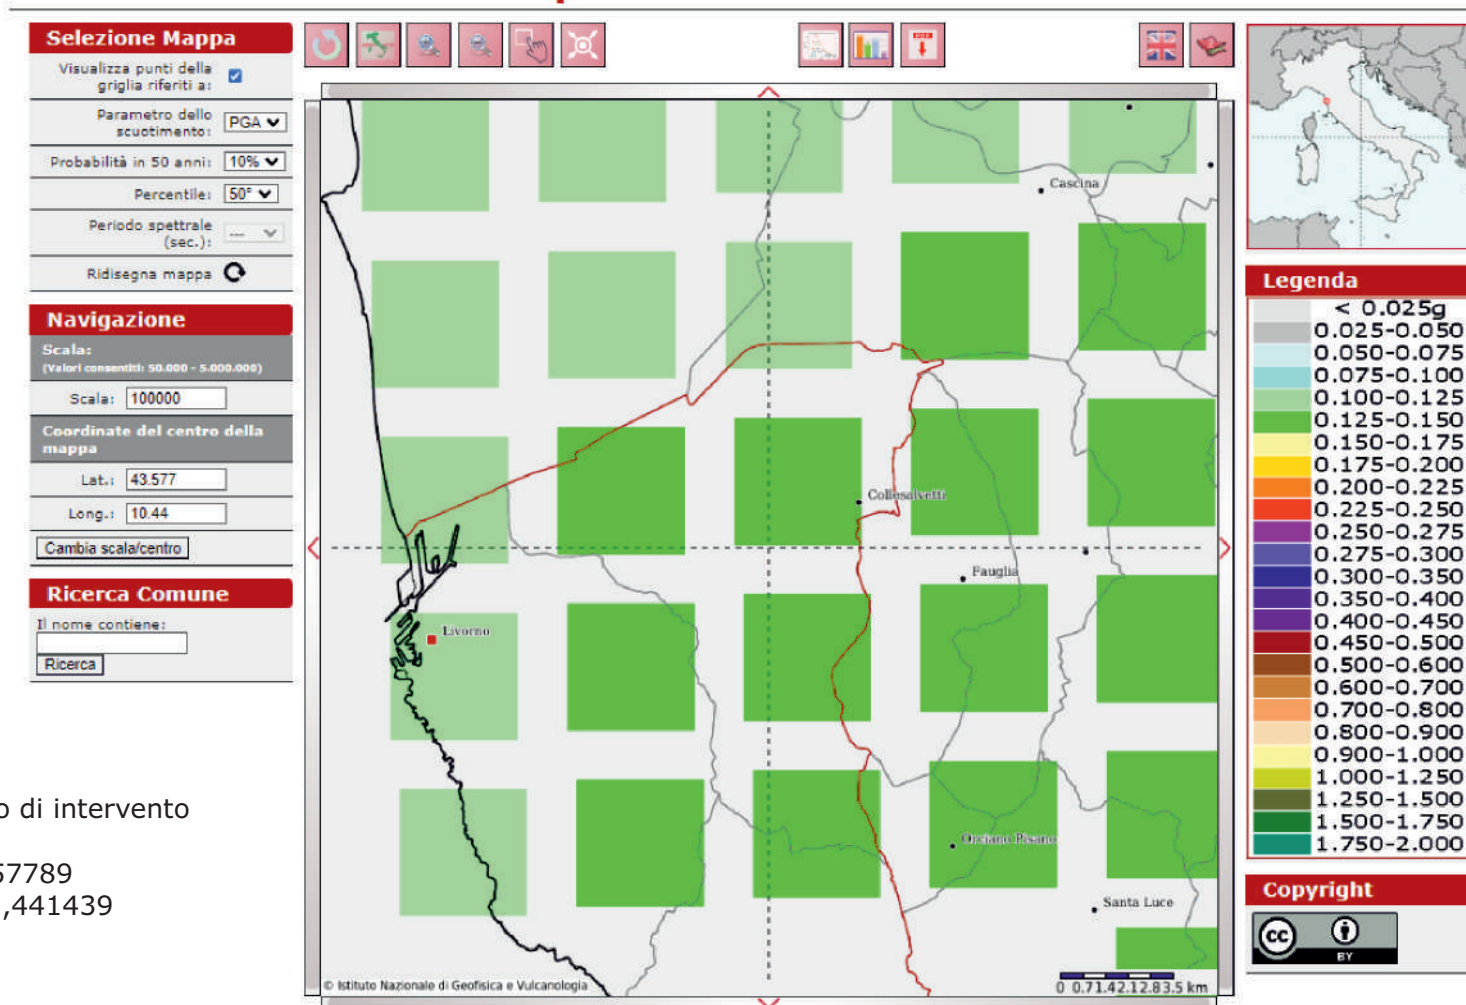 Selezione Mappa
Visualizza punti della
griglia riferiti a:
Parametro dello
scuotimento:
PGA
Probabilità in 50 anni:
10%
Percentile:
50°
Periodo spettrale
(sec.):
---
Ridisegna mappa
Navigazione
Scala:
(Valori consentiti: 50.000 - 5.000.000)
Scala:
100000
Coordinate del centro della
mappa
Lat.:
43.577
Long.:
10.44
Cambia scala/centro
Ricerca Comune
Il nome contiene:
Ricerca
o di intervento
57789
,441439
PDF
Cascina
Collesalvetti
Fauglia
Livorno
Orciano Pisano
Santa Luce
© Istituto Nazionale di Geofisica e Vulcanologia
0 0.71.42.12.83.5 km
Legenda
< 0.025g
0.025-0.050
0.050-0.075
0.075-0.100
0.100-0.125
0.125-0.150
0.150-0.175
0.175-0.200
0.200-0.225
0.225-0.250
0.250-0.275
0.275-0.300
0.300-0.350
0.350-0.400
0.400-0.450
0.450-0.500
0.500-0.600
0.600-0.700
0.700-0.800
0.800-0.900
0.900-1.000
1.000-1.250
1.250-1.500
1.500-1.750
1.750-2.000
Copyright
cc
BY